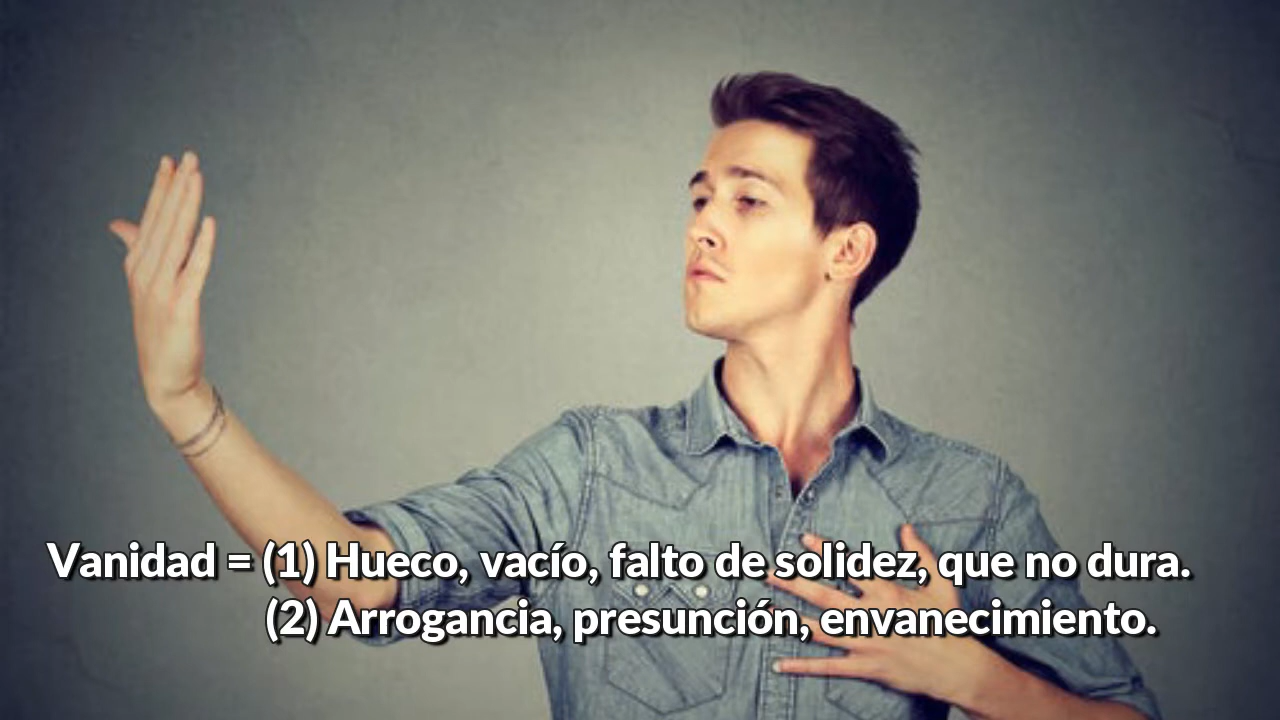 Vanidad = (1) Hueco, vacío, falto de solidez, que no dura.
(2) Arrogancia, presunción, envanecimiento.